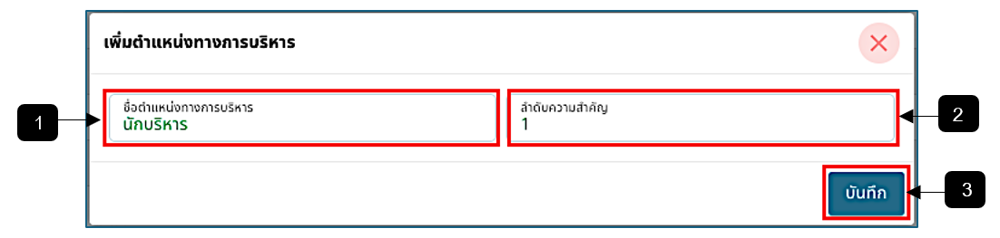 เพิ่มตำแหน่งทางการบริหาร
ชื่อตำแหน่งทางการบริหาร
นักบริหาร
ลำดับความสำคัญ
1
1
2
บันทึก
3